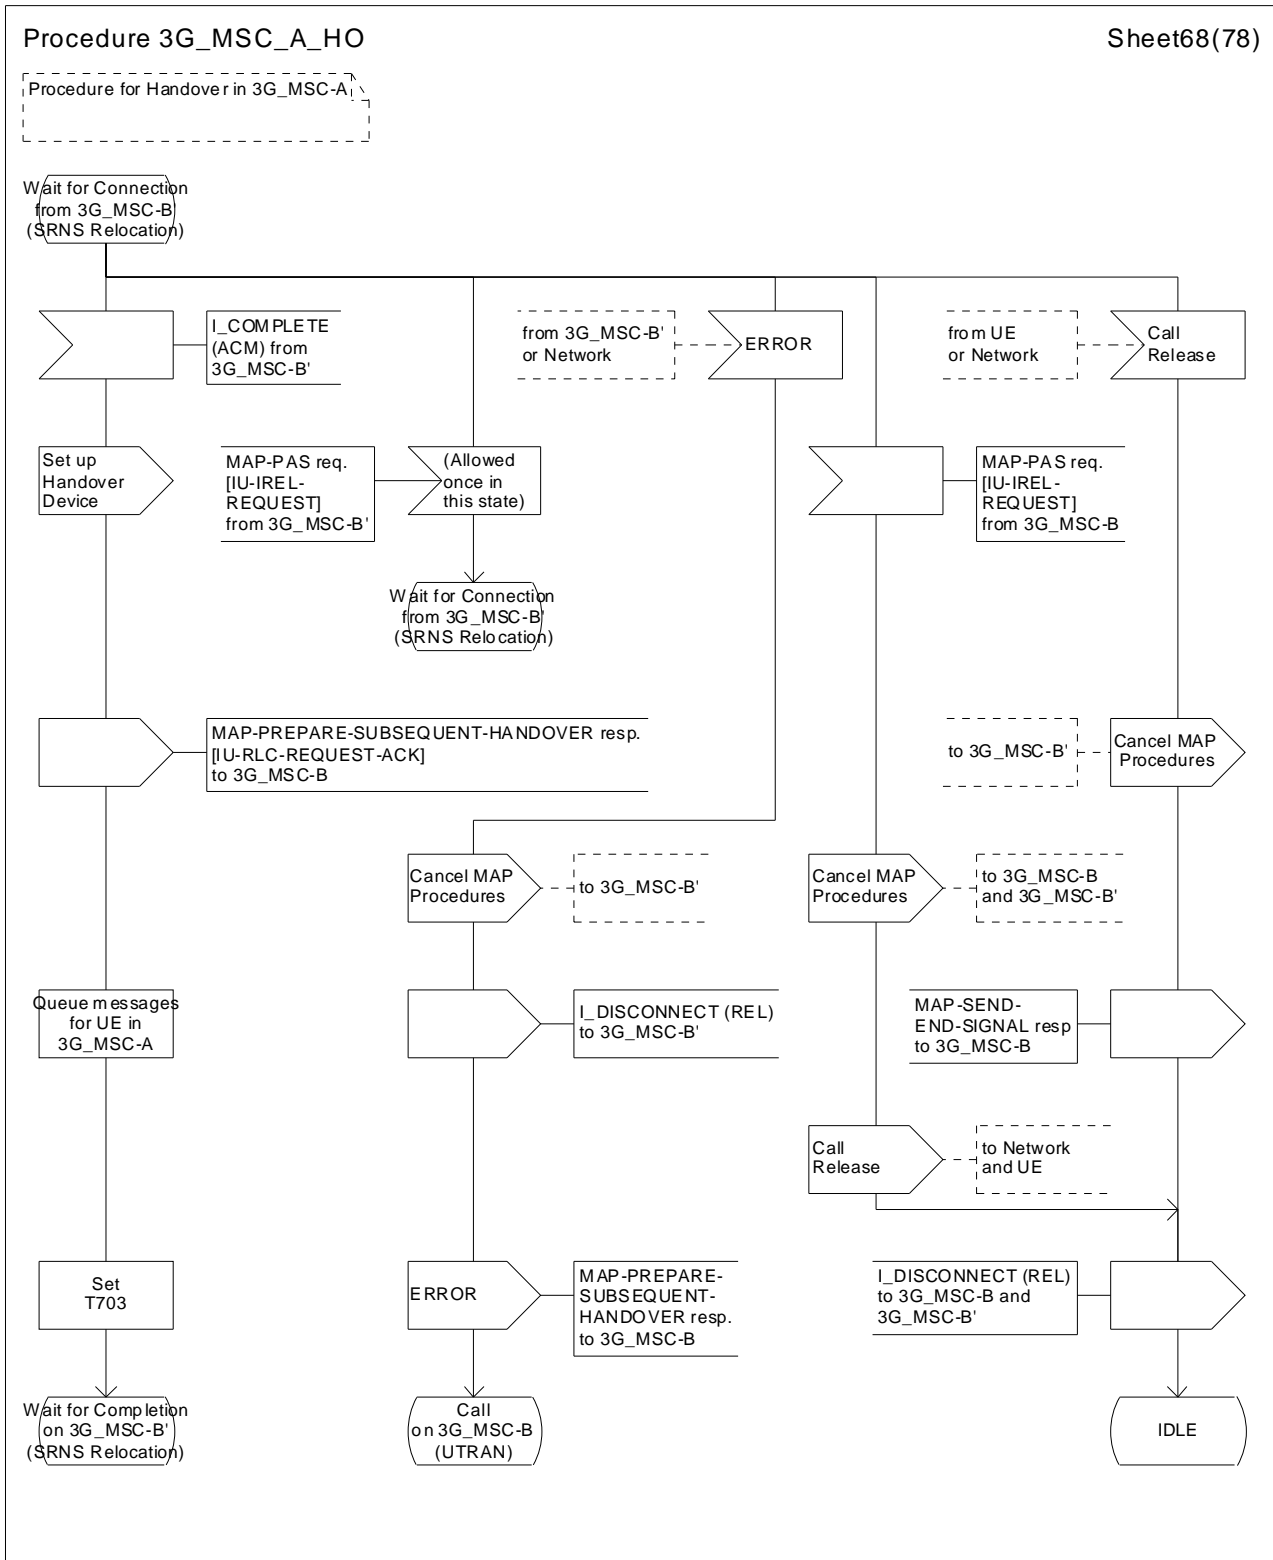 Procedure 3G_MSC_A_HO
Sheet68(78)
Procedure for Handover in 3G_MSC-A
Wait for Connection
from 3G_MSC-B'
(SRNS Relocation)
I_COMPLETE
(ACM) from
3G_MSC-B'
from 3G_MSC-B'
or Network
ERROR
from UE
or Network
Call
Release
Set up
Handover
Device
MAP-PAS req.
[IU-IREL-
REQUEST]
from 3G_MSC-B'
(Allowed
once in
this state)
MAP-PAS req.
[IU-IREL-
REQUEST]
from 3G_MSC-B
Wait for Connection
from 3G_MSC-B'
(SRNS Relocation)
MAP-PREPARE-SUBSEQUENT-HANDOVER resp.
[IU-RLC-REQUEST-ACK]
to 3G_MSC-B
to 3G_MSC-B'
Cancel MAP
Procedures
Cancel MAP
Procedures
to 3G_MSC-B'
Cancel MAP
Procedures
to 3G_MSC-B
and 3G_MSC-B'
Queue messages
for UE in
3G_MSC-A
I_DISCONNECT (REL)
to 3G_MSC-B'
MAP-SEND-
END-SIGNAL resp
to 3G_MSC-B
Call
Release
to Network
and UE
Set
T703
ERROR
MAP-PREPARE-
SUBSEQUENT-
HANDOVER resp.
to 3G_MSC-B
I_DISCONNECT (REL)
to 3G_MSC-B and
3G_MSC-B'
Wait for Completion
on 3G_MSC-B'
(SRNS Relocation)
Call
on 3G_MSC-B
(UTRAN)
IDLE